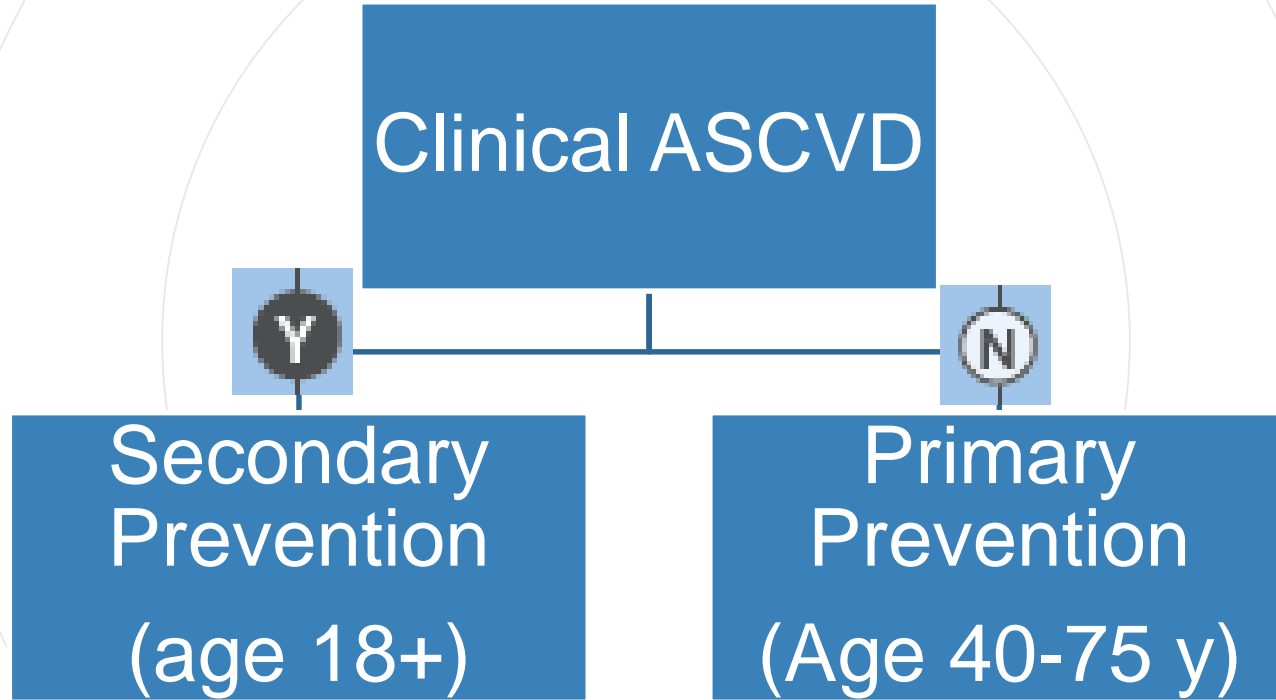 Clinical ASCVD
Y
N
Secondary
Prevention
(age 18+)
Primary
Prevention
(Age 40-75 y)